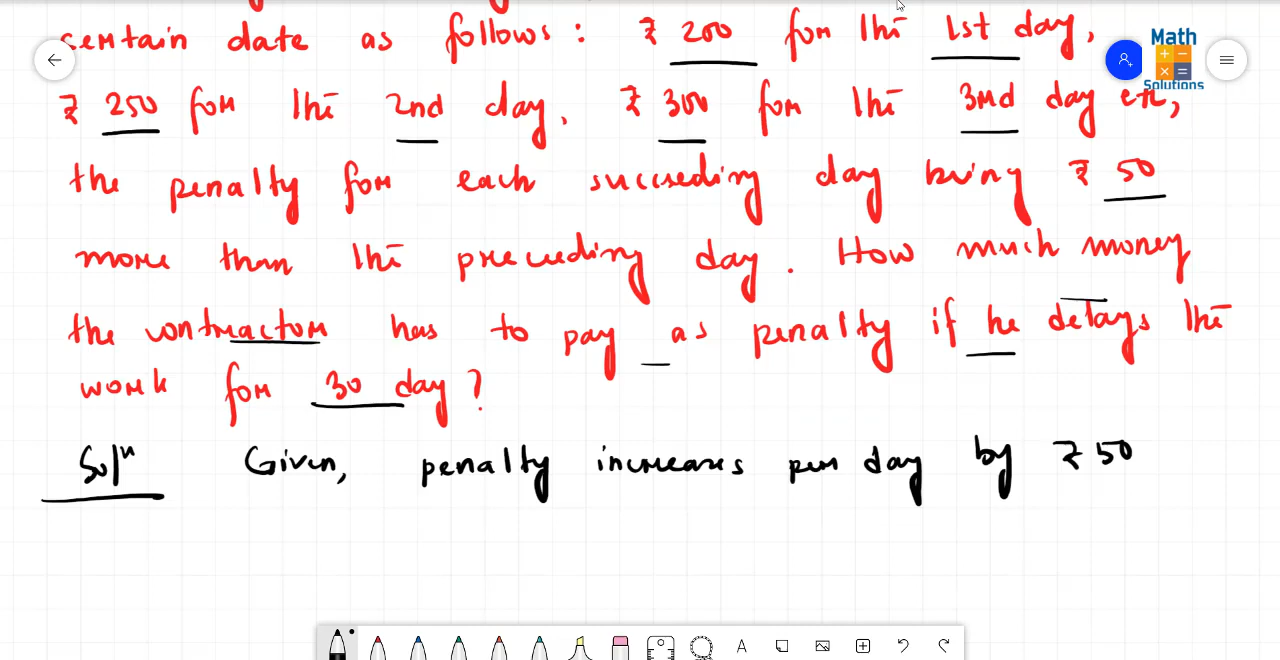 certain date as follows : ₹ 200 for the 1st day,
₹ 250 for the 2nd day, ₹ 300 for the 3rd day etc,
the penalty for each succeeding day being ₹ 50
more than the preceeding day. How much money
the contractor has to pay as penalty if he delays the
work for 30 day?
Solⁿ Given, penalty increases per day by ₹ 50
Math
Solutions
A